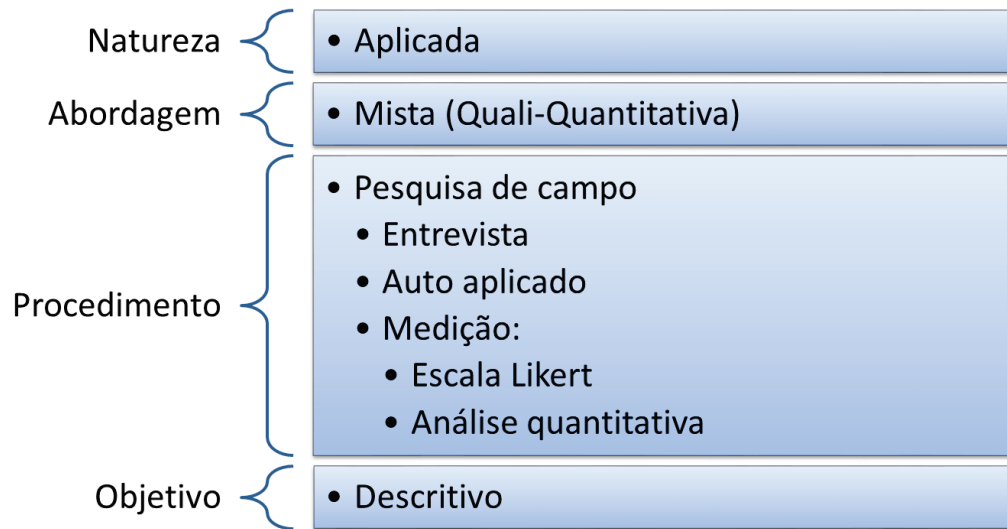 Natureza
• Aplicada
Abordagem
• Mista (Quali-Quantitativa)
Procedimento
• Pesquisa de campo
• Entrevista
• Auto aplicado
• Medição:
• Escala Likert
• Análise quantitativa
Objetivo
• Descritivo